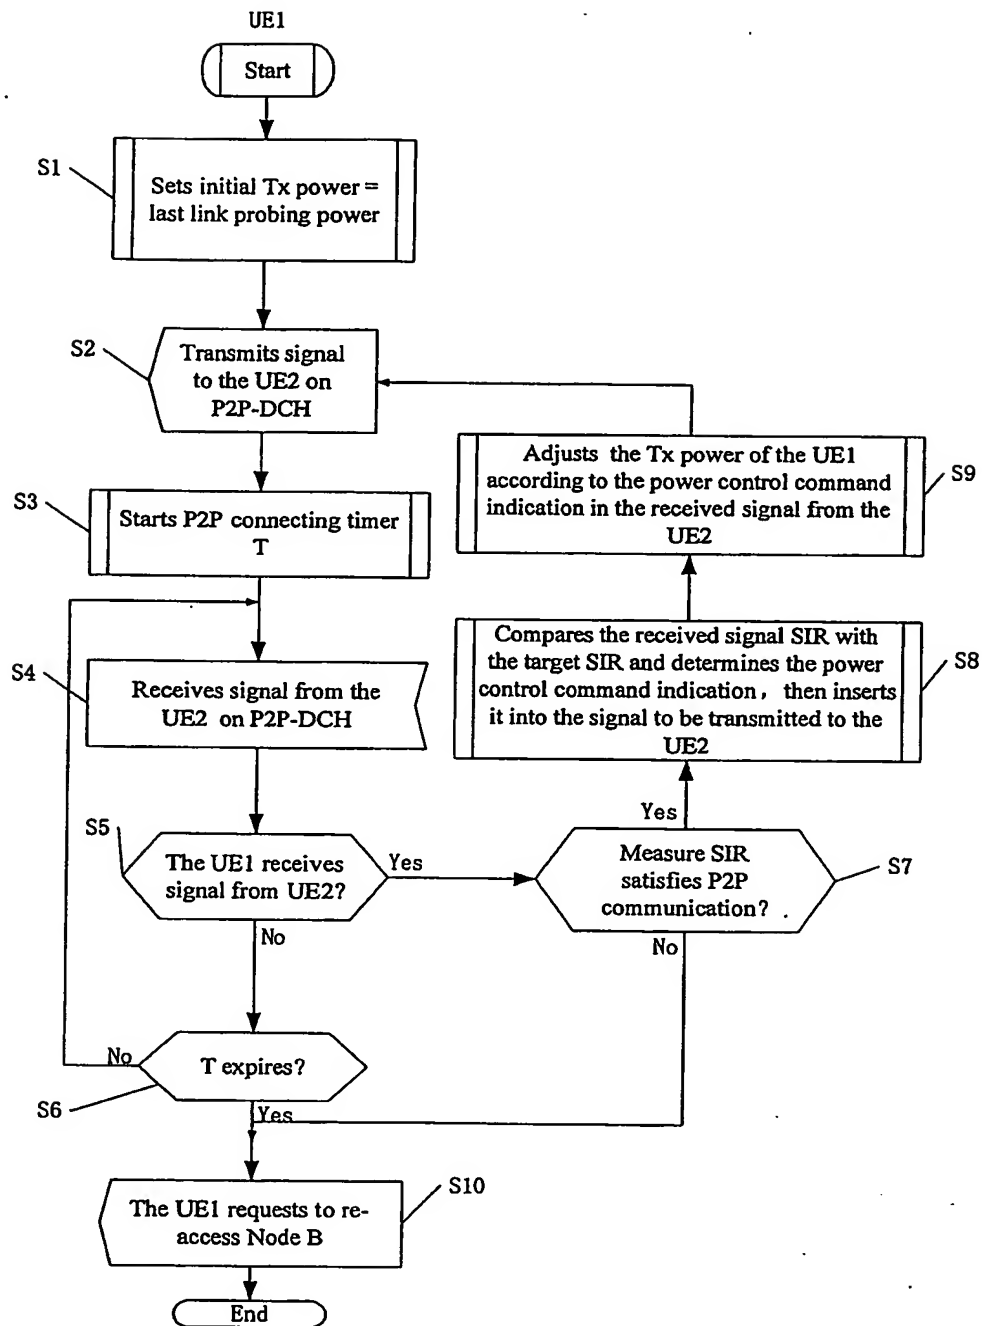 UE1
Start
S1
Sets initial Tx power =
last link probing power
S2
Transmits signal
to the UE2 on
P2P-DCH
S3
Starts P2P connecting timer
T
S4
Receives signal from the
UE2 on P2P-DCH
S5
The UE1 receives
signal from UE2?
Yes
No
S6
T expires?
No
Yes
S7
Measure SIR
satisfies P2P
communication?
Yes
No
S8
Compares the received signal SIR with
the target SIR and determines the power
control command indication, then inserts
it into the signal to be transmitted to the
UE2
S9
Adjusts the Tx power of the UE1
according to the power control command
indication in the received signal from the
UE2
S10
The UE1 requests to re-
access Node B
End